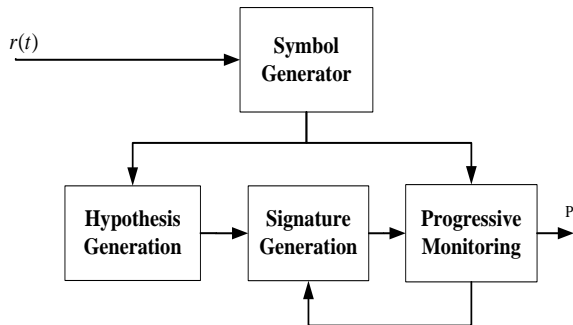 r(t)
Symbol
Generator
Hypothesis
Generation
Signature
Generation
Progressive
Monitoring
P